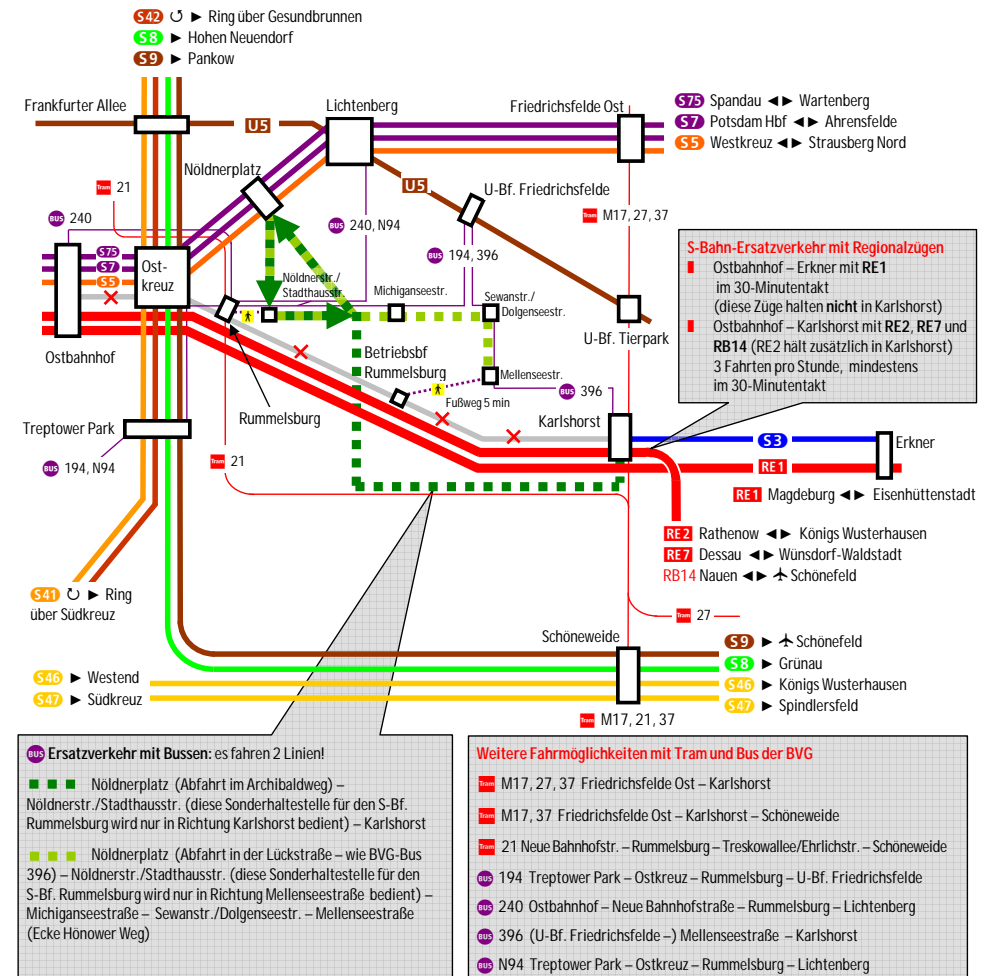 S42 ↺ ► Ring über Gesundbrunnen
S8 ► Hohen Neuendorf
S9 ► Pankow
Frankfurter Allee
Lichtenberg
Friedrichsfelde Ost
S75 Spandau ◄► Wartenberg
S7 Potsdam Hbf ◄► Ahrensfelde
S5 Westkreuz ◄► Strausberg Nord
U5
Nöldnerplatz
U5
U-Bf. Friedrichsfelde
Tram 21
BUS 240
BUS 240, N94
Tram M17, 27, 37
BUS 194, 396
S75
S7
S5
Ost-
kreuz
Nöldnerstr./
Stadthausstr.
Michiganseestr.
Sewanstr./
Dolgenseestr.
U-Bf. Tierpark
Ostbahnhof
Betriebsbf
Rummelsburg
Mellenseestr.
Fußweg 5 min
BUS 396
Rummelsburg
Karlshorst
S-Bahn-Ersatzverkehr mit Regionalzügen
Ostbahnhof – Erkner mit RE1
im 30-Minutentakt
(diese Züge halten nicht in Karlshorst)
Ostbahnhof – Karlshorst mit RE2, RE7 und
RB14 (RE2 hält zusätzlich in Karlshorst)
3 Fahrten pro Stunde, mindestens
im 30-Minutentakt
Treptower Park
BUS 194, N94
Tram 21
S3
Erkner
RE1
RE1 Magdeburg ◄► Eisenhüttenstadt
RE2 Rathenow ◄► Königs Wusterhausen
RE7 Dessau ◄► Wünsdorf-Waldstadt
RB14 Nauen ◄► ✈ Schönefeld
S41 ↻ ► Ring
über Südkreuz
Tram 27
Schöneweide
S9 ► ✈ Schönefeld
S8 ► Grünau
S46 ► Westend
S46 ► Königs Wusterhausen
S47 ► Südkreuz
S47 ► Spindlersfeld
Tram M17, 21, 37
BUS Ersatzverkehr mit Bussen: es fahren 2 Linien!
Nöldnerplatz (Abfahrt im Archibaldweg) –
Nöldnerstr./Stadthausstr. (diese Sonderhaltestelle für den S-Bf.
Rummelsburg wird nur in Richtung Karlshorst bedient) – Karlshorst
Nöldnerplatz (Abfahrt in der Lückstraße – wie BVG-Bus
396) – Nöldnerstr./Stadthausstr. (diese Sonderhaltestelle für den
S-Bf. Rummelsburg wird nur in Richtung Mellenseestraße bedient) –
Michiganseestraße – Sewanstr./Dolgenseestr. – Mellenseestraße
(Ecke Hönower Weg)
Weitere Fahrmöglichkeiten mit Tram und Bus der BVG
Tram M17, 27, 37 Friedrichsfelde Ost – Karlshorst
Tram M17, 37 Friedrichsfelde Ost – Karlshorst – Schöneweide
Tram 21 Neue Bahnhofstr. – Rummelsburg – Treskowallee/Ehrlichstr. – Schöneweide
BUS 194 Treptower Park – Ostkreuz – Rummelsburg – U-Bf. Friedrichsfelde
BUS 240 Ostbahnhof – Neue Bahnhofstraße – Rummelsburg – Lichtenberg
BUS 396 (U-Bf. Friedrichsfelde –) Mellenseestraße – Karlshorst
BUS N94 Treptower Park – Ostkreuz – Rummelsburg – Lichtenberg